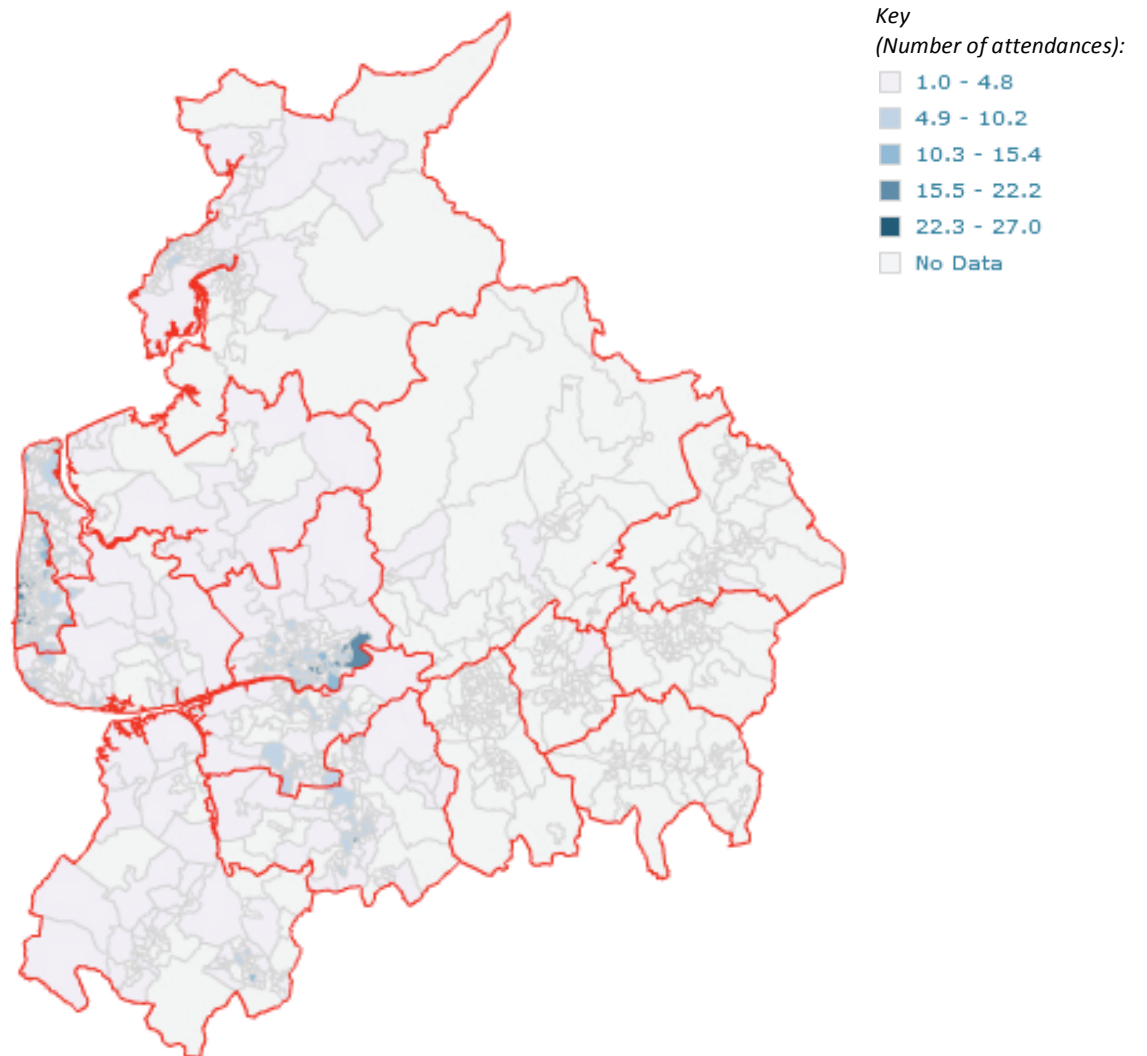 Key
(Number of attendances):
1.0 - 4.8
4.9 - 10.2
10.3 - 15.4
15.5 - 22.2
22.3 - 27.0
No Data